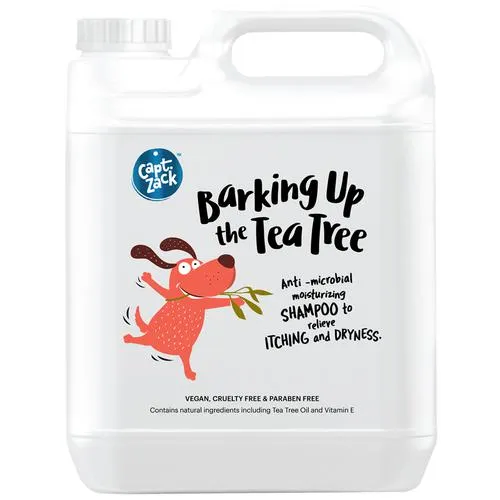 Capt.
Zack™
Barking Up
the Tea Tree
Anti-microbial
moisturizing
SHAMPOO to
relieve
ITCHING and DRYNESS.
VEGAN, CRUELTY FREE & PARABEN FREE
Contains natural ingredients including Tea Tree Oil and Vitamin E